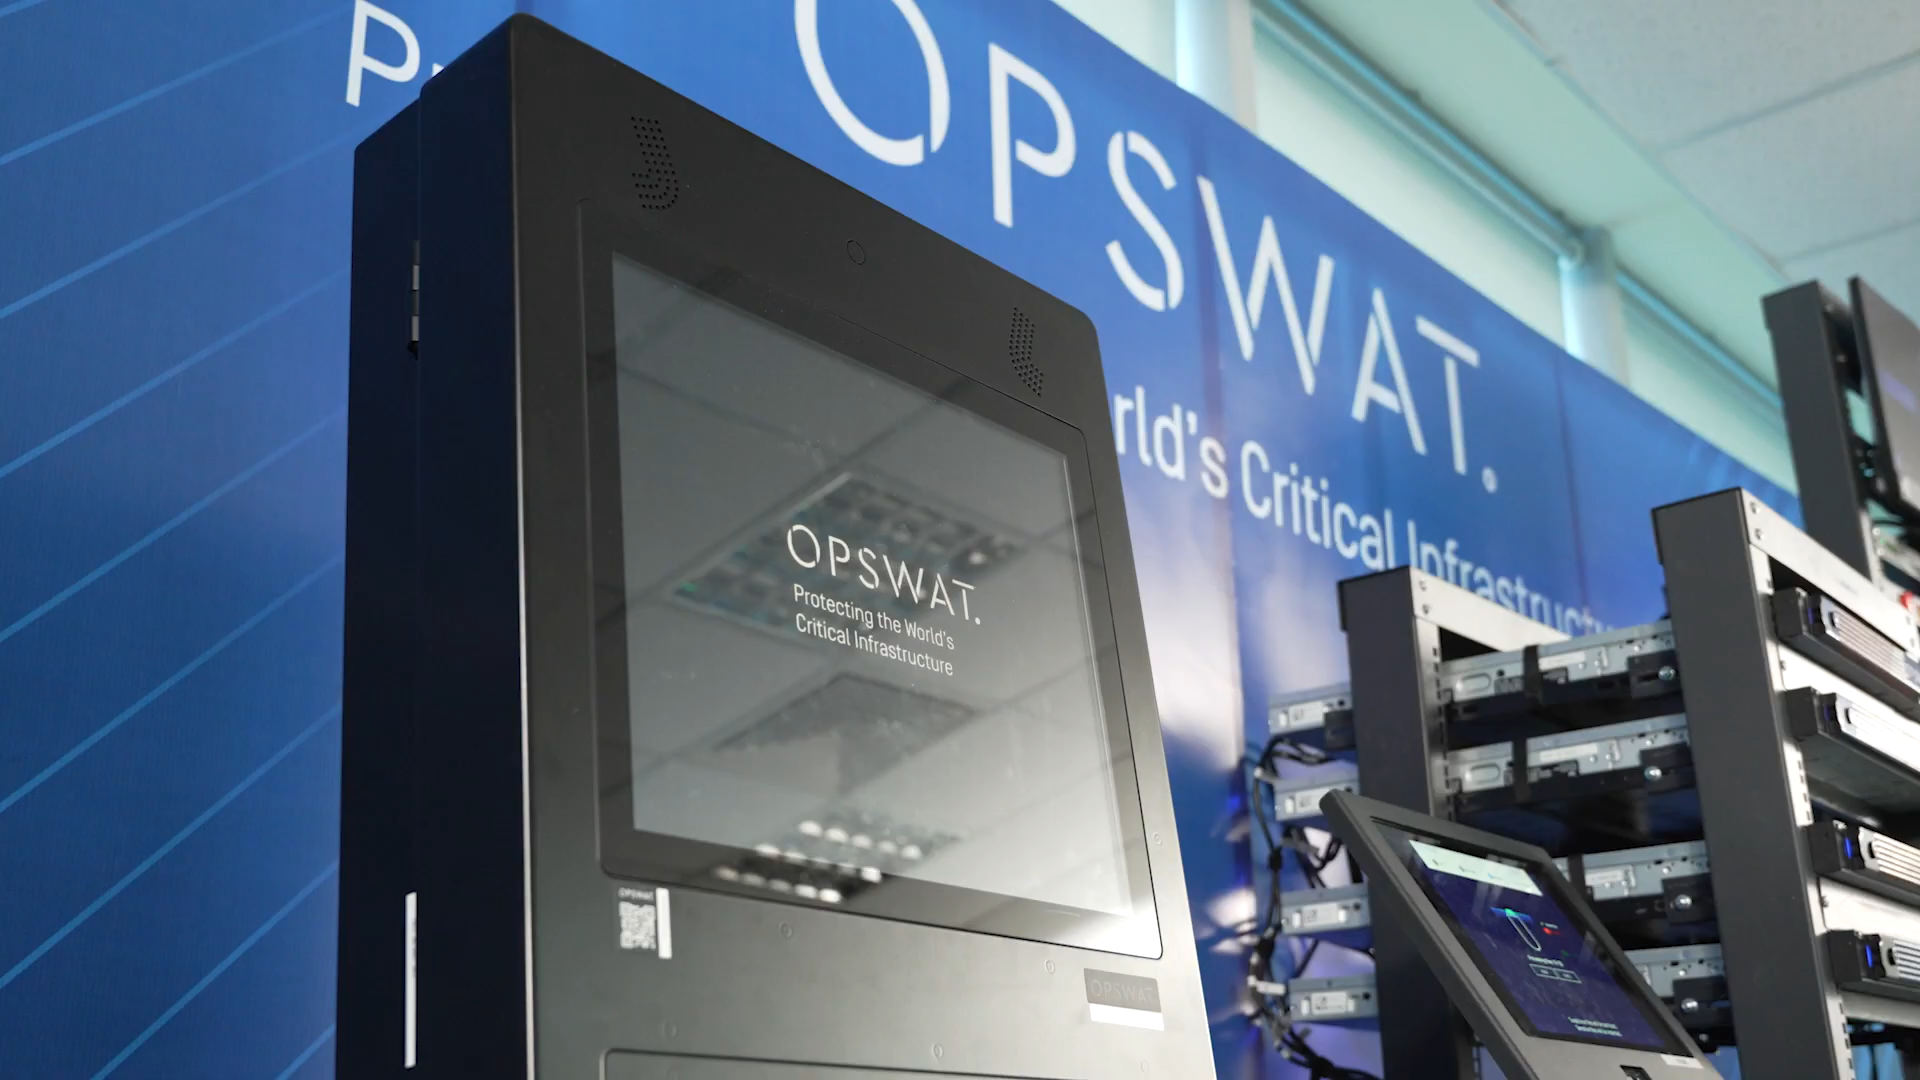 OPSWAT.
rld's Critical Infrastructu
OPSWAT.
Protecting the World's
Critical Infrastructure
OPSWAT
OPSWAT